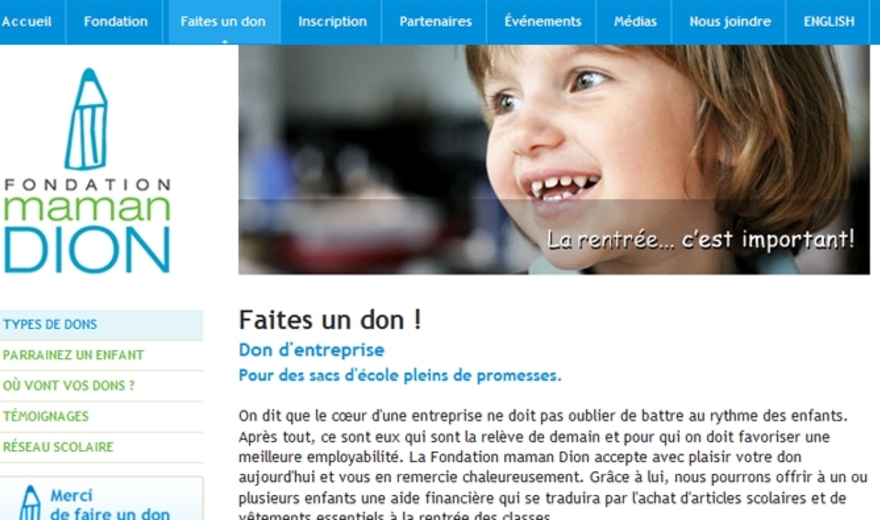 Accueil Fondation Faites un don Inscription Partenaires Événements Médias Nous joindre ENGLISH
FONDATION
maman
DION
La rentrée... c'est important!
TYPES DE DONS
PARRAINEZ UN ENFANT
OÙ VONT VOS DONS ?
TÉMOIGNAGES
RÉSEAU SCOLAIRE
Merci
de faire un don
Faites un don !
Don d'entreprise
Pour des sacs d'école pleins de promesses.
On dit que le cœur d'une entreprise ne doit pas oublier de battre au rythme des enfants.
Après tout, ce sont eux qui sont la relève de demain et pour qui on doit favoriser une
meilleure employabilité. La Fondation maman Dion accepte avec plaisir votre don
aujourd'hui et vous en remercie chaleureusement. Grâce à lui, nous pourrons offrir à un ou
plusieurs enfants une aide financière qui se traduira par l'achat d'articles scolaires et de
vêtements essentiels à la rentrée des classes.